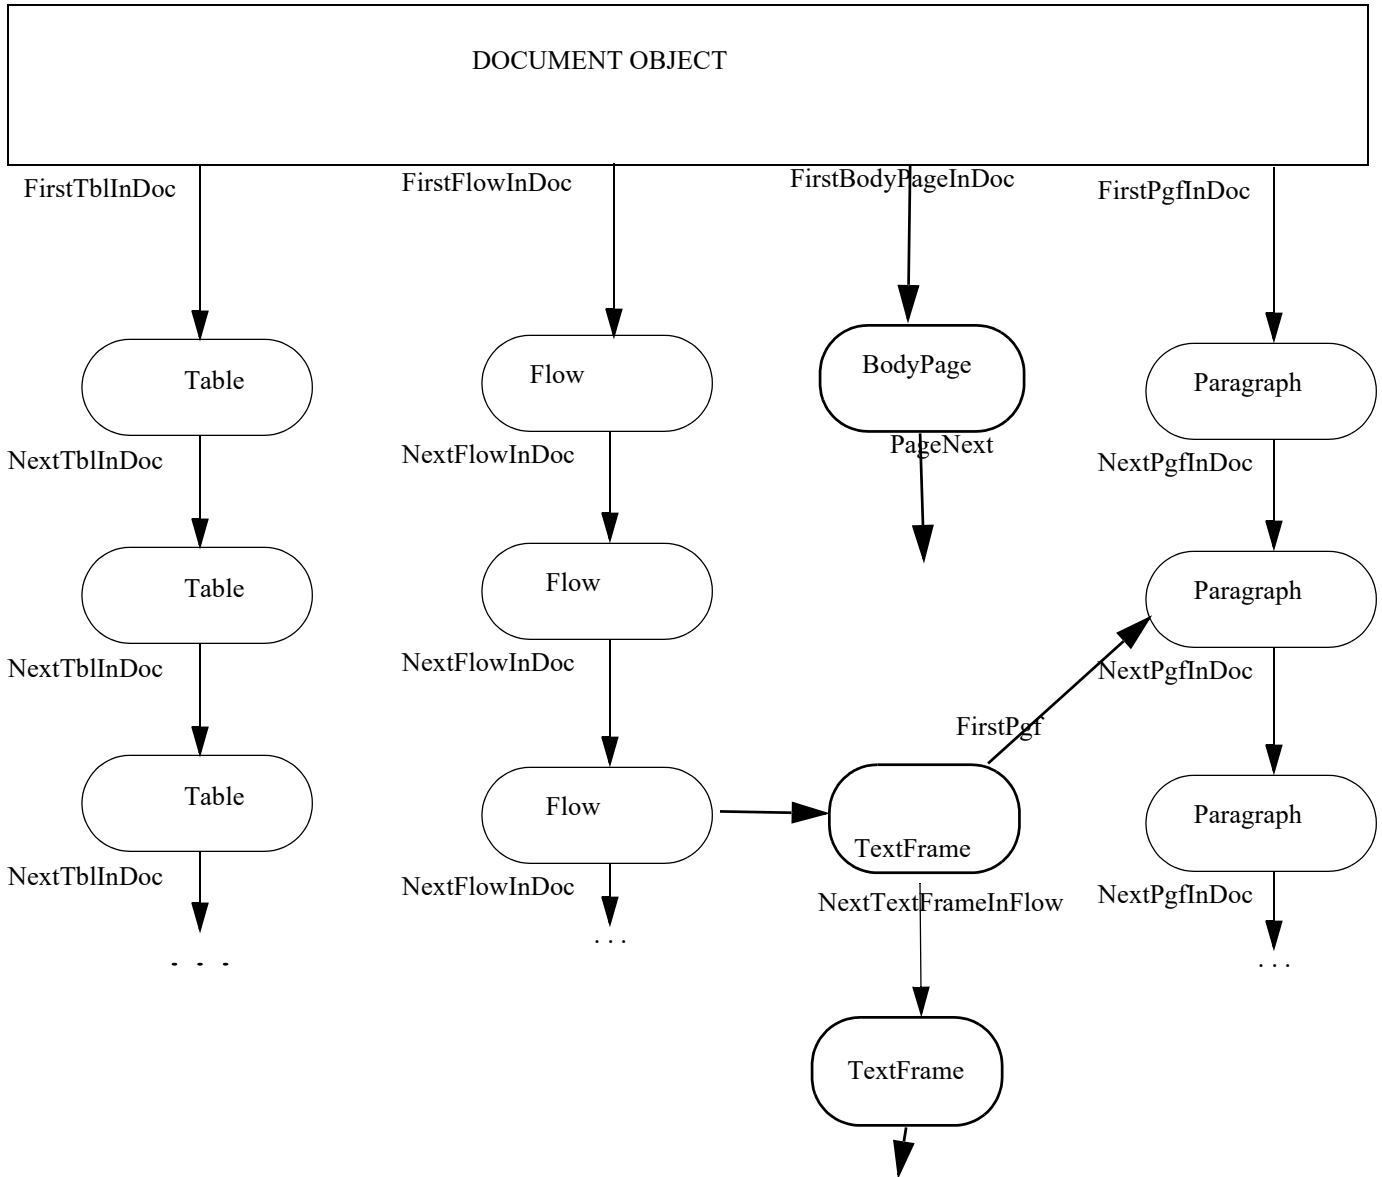 DOCUMENT OBJECT
FirstTblInDoc
FirstFlowInDoc
FirstBodyPageInDoc
FirstPgfInDoc
Table
Flow
BodyPage
Paragraph
NextTblInDoc
NextFlowInDoc
PageNext
NextPgfInDoc
Table
Flow
Paragraph
NextTblInDoc
NextFlowInDoc
NextPgfInDoc
FirstPgf
Table
Flow
TextFrame
Paragraph
NextTblInDoc
NextFlowInDoc
NextTextFrameInFlow
NextPgfInDoc
. . .
. . .
. . .
TextFrame